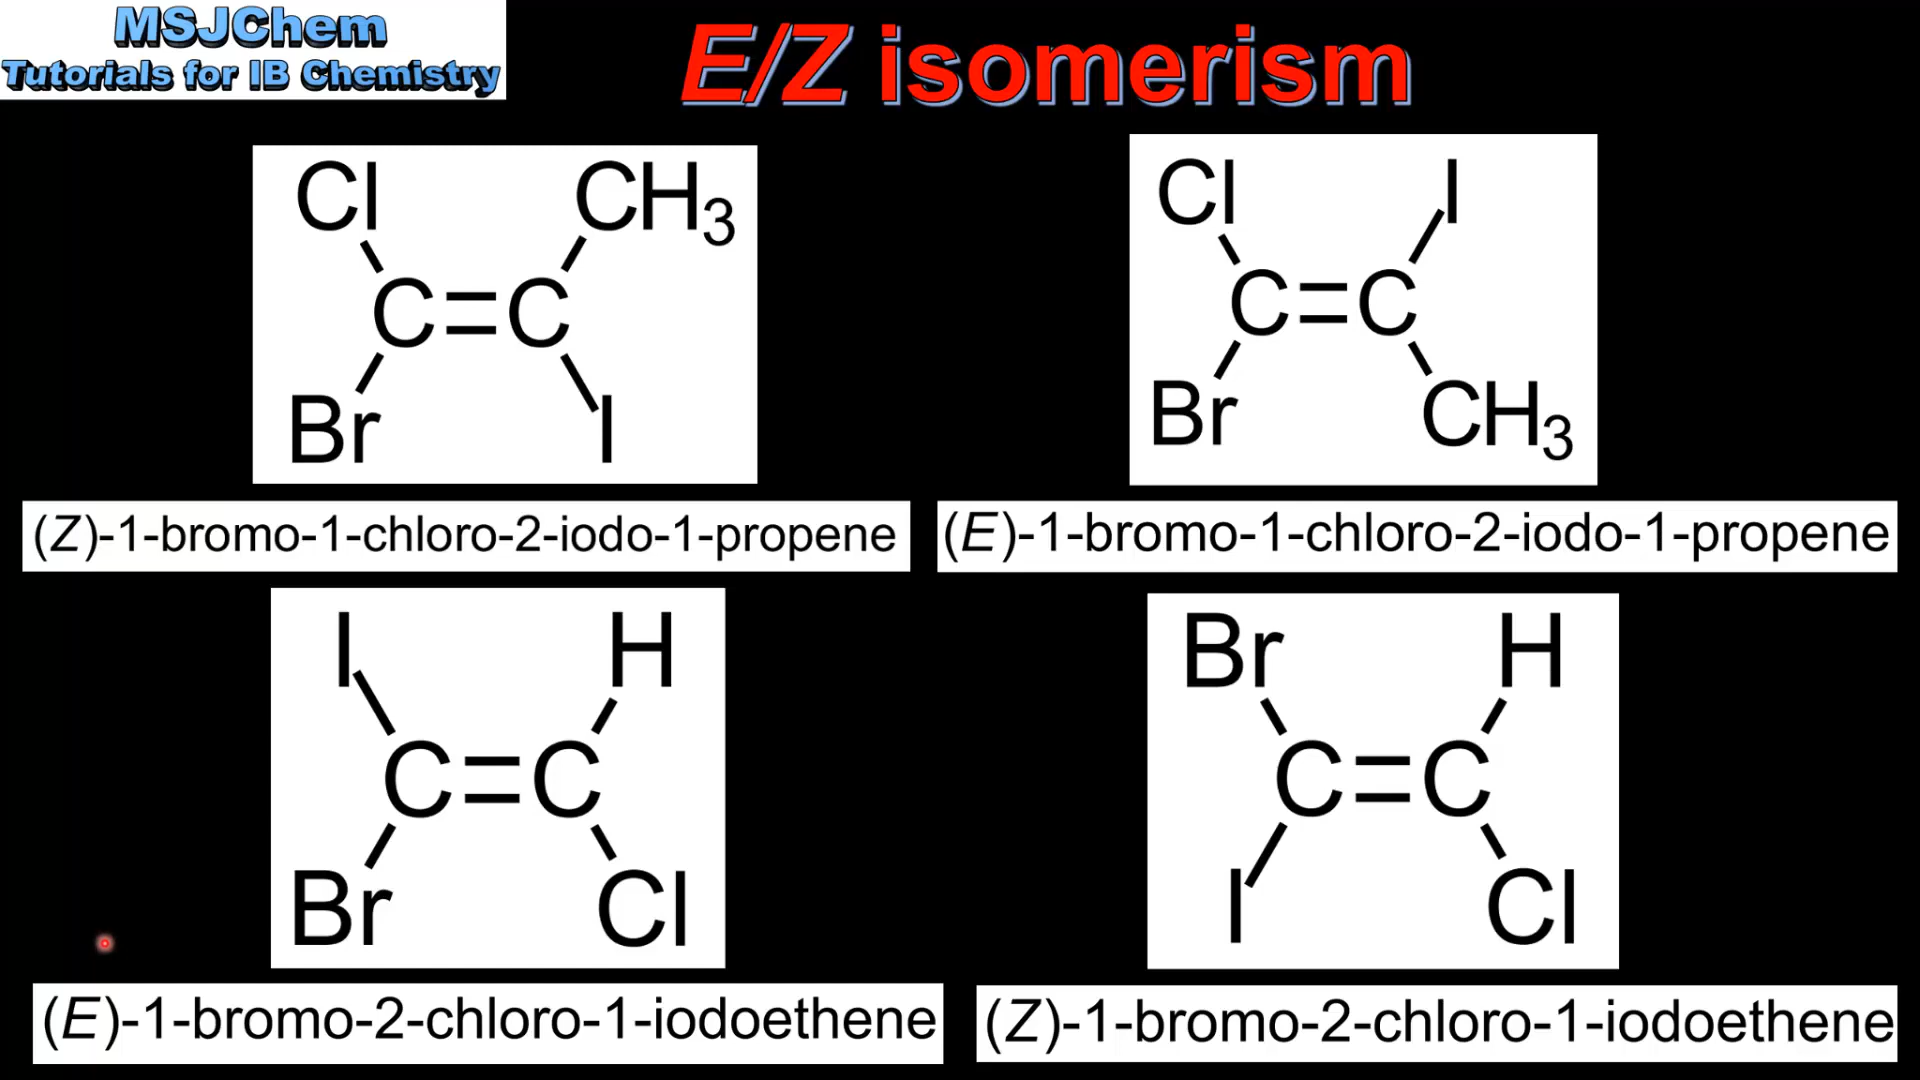 MSJChem
Tutorials for IB Chemistry
E/Z isomerism
Cl CH3
C=C
Br I
Cl I
C=C
Br CH3
(Z)-1-bromo-1-chloro-2-iodo-1-propene
(E)-1-bromo-1-chloro-2-iodo-1-propene
I H
C=C
Br Cl
Br H
C=C
I Cl
(E)-1-bromo-2-chloro-1-iodoethene
(Z)-1-bromo-2-chloro-1-iodoethene